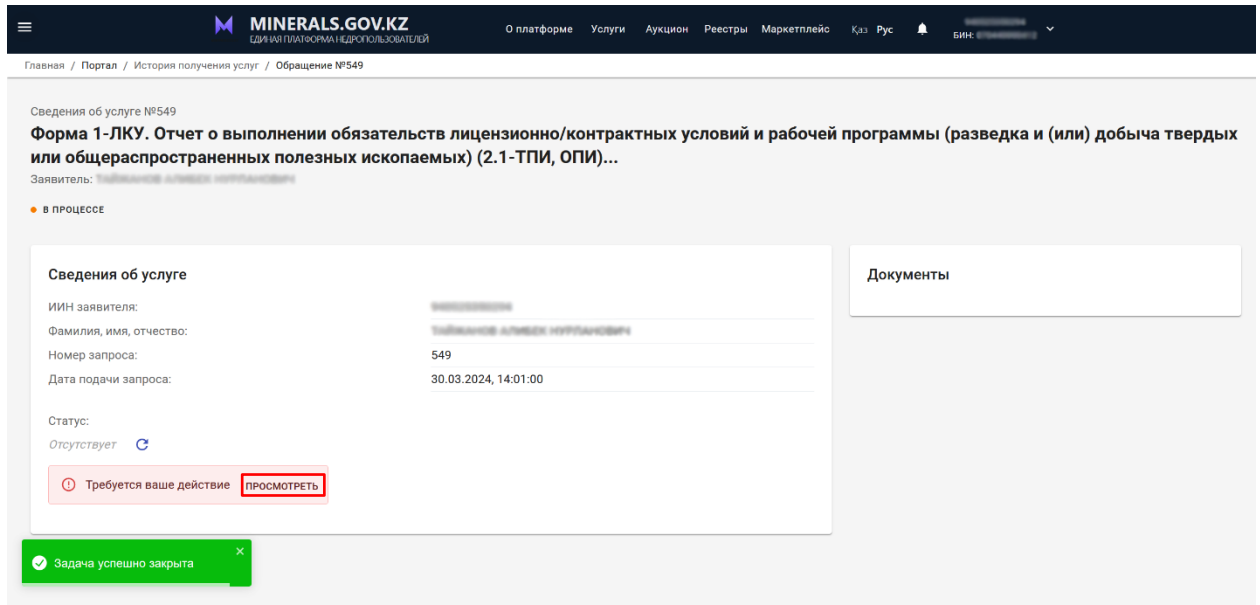 MINERALS.GOV.KZ
ЕДИНАЯ ПЛАТФОРМА НЕДРОПОЛЬЗОВАТЕЛЕЙ
О платформе Услуги Аукцион Реестры Маркетплейс Қаз Рус
БИН:
Главная / Портал / История получения услуг / Обращение №549
Сведения об услуге №549
Форма 1-ЛКУ. Отчет о выполнении обязательств лицензионно/контрактных условий и рабочей программы (разведка и (или) добыча твердых
или общераспространенных полезных ископаемых) (2.1-ТПИ, ОПИ)...
Заявитель:
В ПРОЦЕССЕ
Сведения об услуге
ИИН заявителя:
Фамилия, имя, отчество:
Номер запроса: 549
Дата подачи запроса: 30.03.2024, 14:01:00
Статус:
Отсутствует
Требуется ваше действие ПРОСМОТРЕТЬ
Документы
Задача успешно закрыта